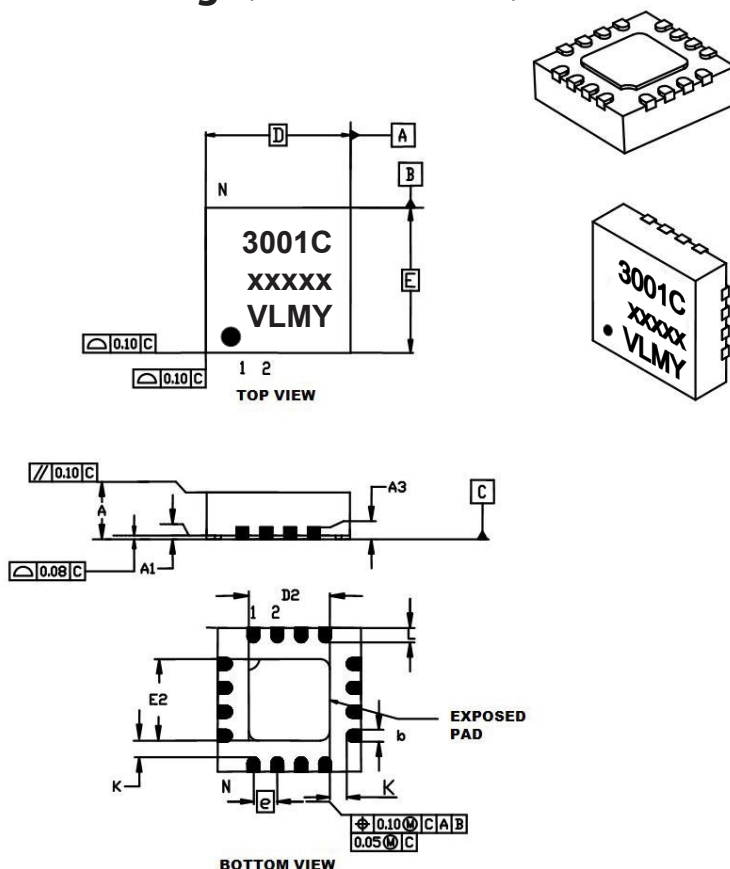 D
A
B
N
3001C
xxxxx
VLMY
E
0.10 C
0.10 C
1 2
TOP VIEW
3001C
xxxxx
VLMY
// 0.10 C
A
A3
C
0.08 C
A1
D2
1 2
L
E2
EXPOSED
PAD
b
K
N
e
K
⌖ 0.10 Ⓜ C A B
0.05 Ⓜ C
BOTTOM VIEW